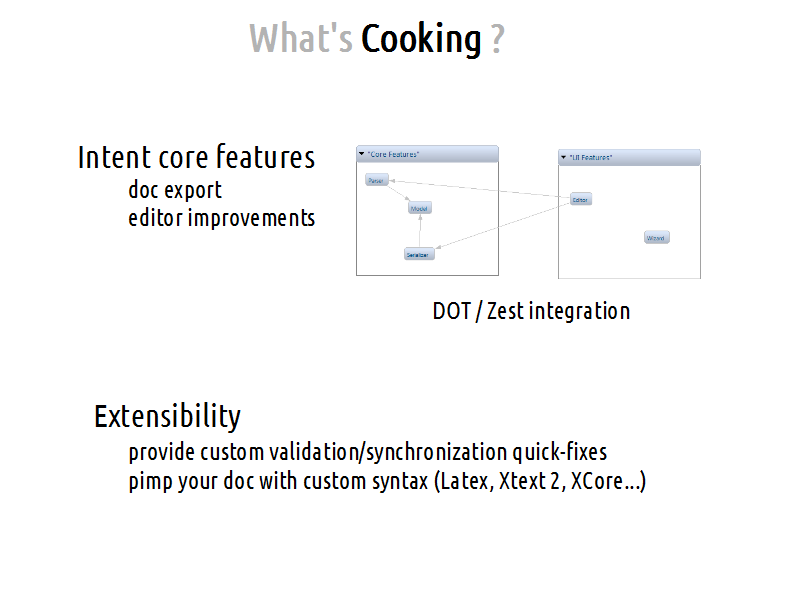 What's Cooking ?
Intent core features
doc export
editor improvements
"Core Features"
Parser
Model
Serializer
"UI Features"
Editor
Wizard
DOT / Zest integration
Extensibility
provide custom validation/synchronization quick-fixes
pimp your doc with custom syntax (Latex, Xtext 2, XCore...)